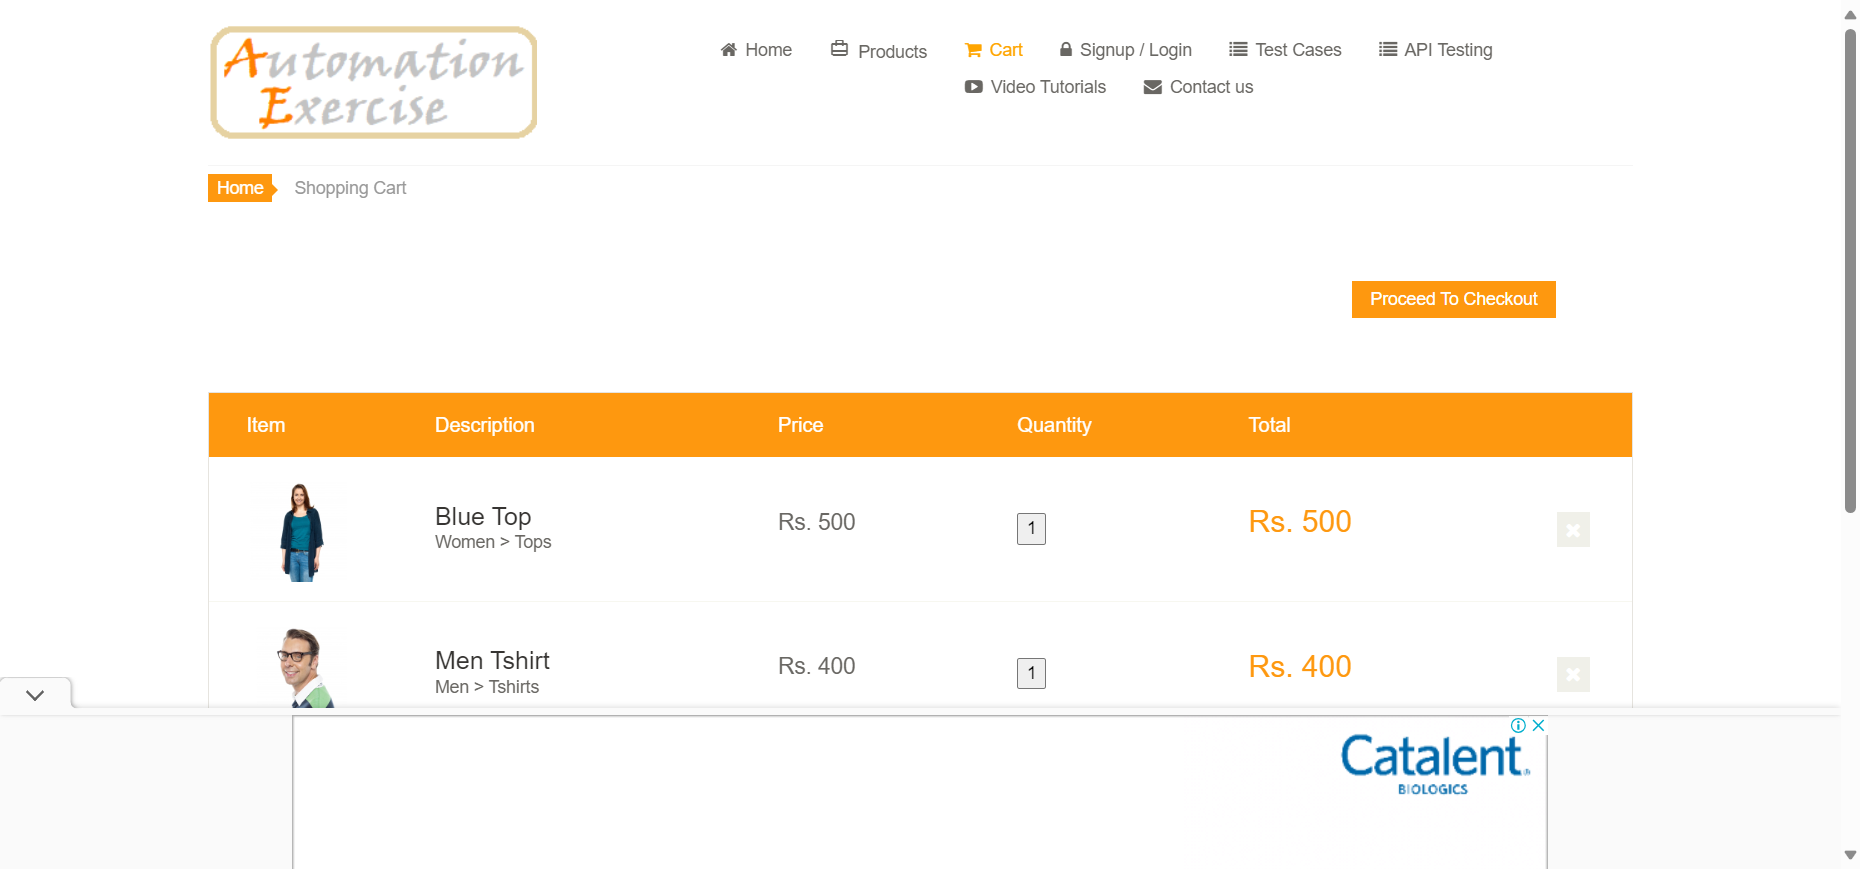 Automation
Exercise
Home
Products
Cart
Signup / Login
Test Cases
API Testing
Video Tutorials
Contact us
Home
Shopping Cart
Proceed To Checkout
Item Description Price Quantity Total
Blue Top
Women > Tops
Rs. 500
1
Rs. 500
Men Tshirt
Men > Tshirts
Rs. 400
1
Rs. 400
Catalent®
BIOLOGICS